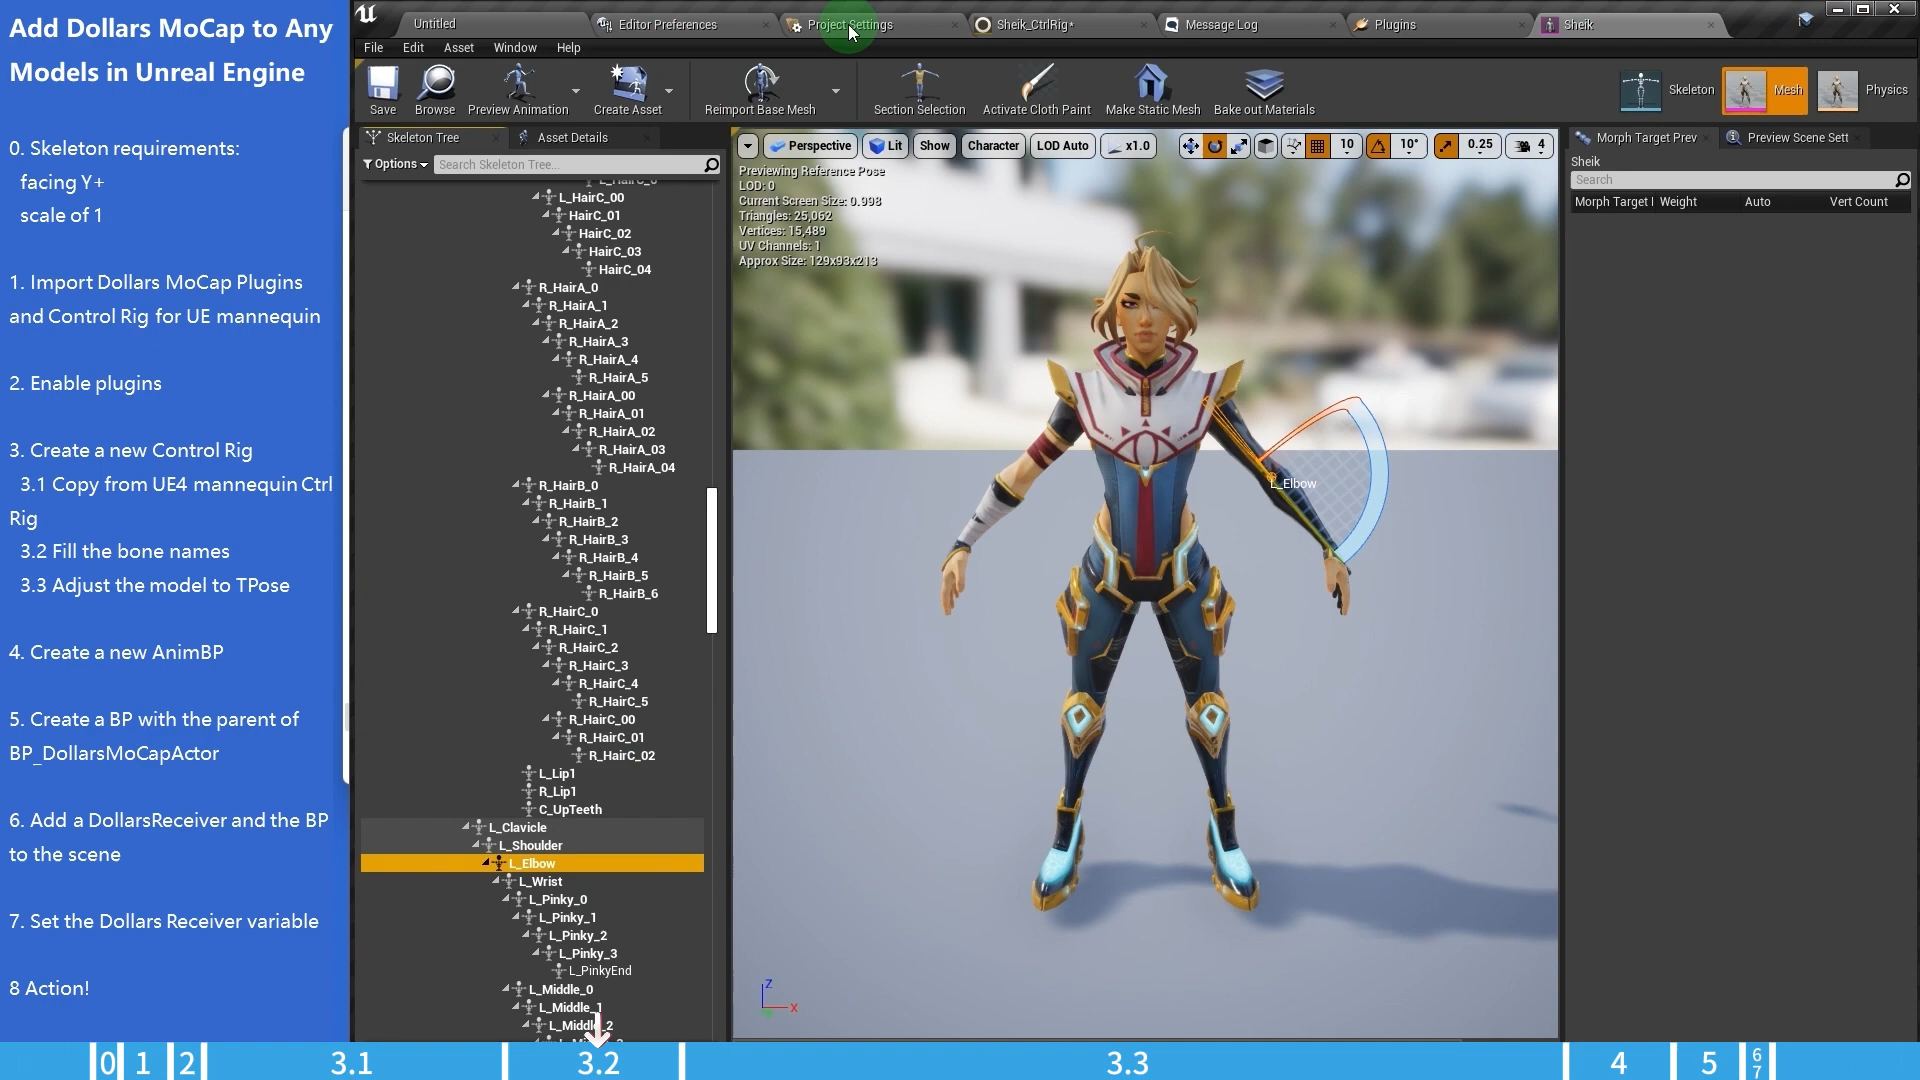 Add Dollars MoCap to Any
Models in Unreal Engine
0. Skeleton requirements:
facing Y+
scale of 1
1. Import Dollars MoCap Plugins
and Control Rig for UE mannequin
2. Enable plugins
3. Create a new Control Rig
3.1 Copy from UE4 mannequin Ctrl
Rig
3.2 Fill the bone names
3.3 Adjust the model to TPose
4. Create a new AnimBP
5. Create a BP with the parent of
BP_DollarsMoCapActor
6. Add a DollarsReceiver and the BP
to the scene
7. Set the Dollars Receiver variable
8 Action!
Untitled
Editor Preferences
Project Settings
Sheik_CtrlRig*
Message Log
Plugins
Sheik
File Edit Asset Window Help
Save
Browse
Preview Animation
Create Asset
Reimport Base Mesh
Section Selection
Activate Cloth Paint
Make Static Mesh
Bake out Materials
Skeleton
Mesh
Physics
Skeleton Tree
Asset Details
Options
Search Skeleton Tree...
L_HairC_00
HairC_01
HairC_02
HairC_03
HairC_04
R_HairA_0
R_HairA_1
R_HairA_2
R_HairA_3
R_HairA_4
R_HairA_5
R_HairA_00
R_HairA_01
R_HairA_02
R_HairA_03
R_HairA_04
R_HairB_0
R_HairB_1
R_HairB_2
R_HairB_3
R_HairB_4
R_HairB_5
R_HairB_6
R_HairC_0
R_HairC_1
R_HairC_2
R_HairC_3
R_HairC_4
R_HairC_5
R_HairC_00
R_HairC_01
R_HairC_02
L_Lip1
R_Lip1
C_UpTeeth
L_Clavicle
L_Shoulder
L_Elbow
L_Wrist
L_Pinky_0
L_Pinky_1
L_Pinky_2
L_Pinky_3
L_PinkyEnd
L_Middle_0
L_Middle_1
L_Middle_2
Perspective
Lit
Show
Character
LOD Auto
x1.0
10
10°
0.25
4
Previewing Reference Pose
LOD: 0
Current Screen Size: 0.998
Triangles: 25,062
Vertices: 15,489
UV Channels: 1
Approx Size: 129x93x213
L_Elbow
Z
X
Morph Target Prev
Preview Scene Sett
Sheik
Search
Morph Target
Weight
Auto
Vert Count
0 1 2 3.1 3.2 3.3 4 5 6 7